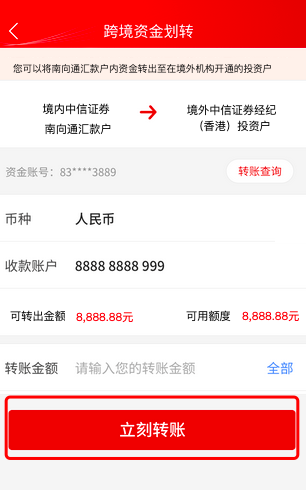 跨境资金划转
您可以将南向通汇款户内资金转出至在境外机构开通的投资户
境内中信证券
南向通汇款户
境外中信证券经纪
（香港）投资户
资金账号：83****3889
转账查询
币种 人民币
收款账户 8888 8888 999
可转出金额 8,888.88元 可用额度 8,888.88元
转账金额 请输入您的转账金额 全部
立刻转账